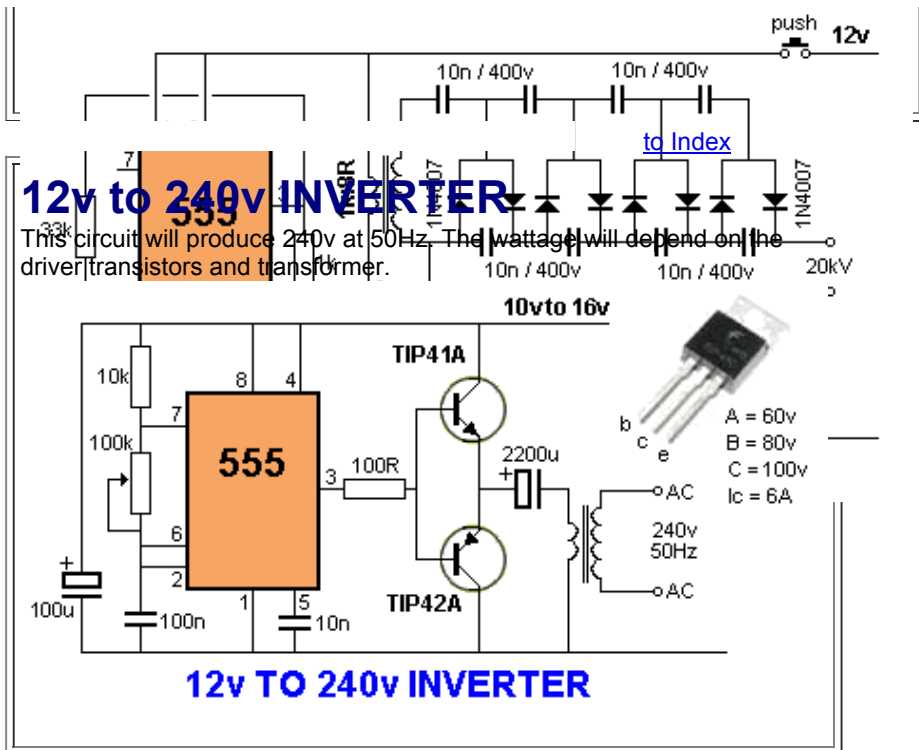 push
12v
10n / 400v
10n / 400v
to Index
7
3
1N4007
1N4007
12v to 240v INVERTER
33k
555
This circuit will produce 240v at 50Hz. The wattage will depend on the
driver transistors and transformer.
1k
10n / 400v
10n / 400v
20kV
10v to 16v
TIP41A
10k
8
4
b
c
e
A = 60v
B = 80v
C = 100v
Ic = 6A
7
100k
555
3
100R
2200u
+
AC
240v
50Hz
AC
6
2
+
100u
1
5
100n
10n
TIP42A
12v TO 240v INVERTER